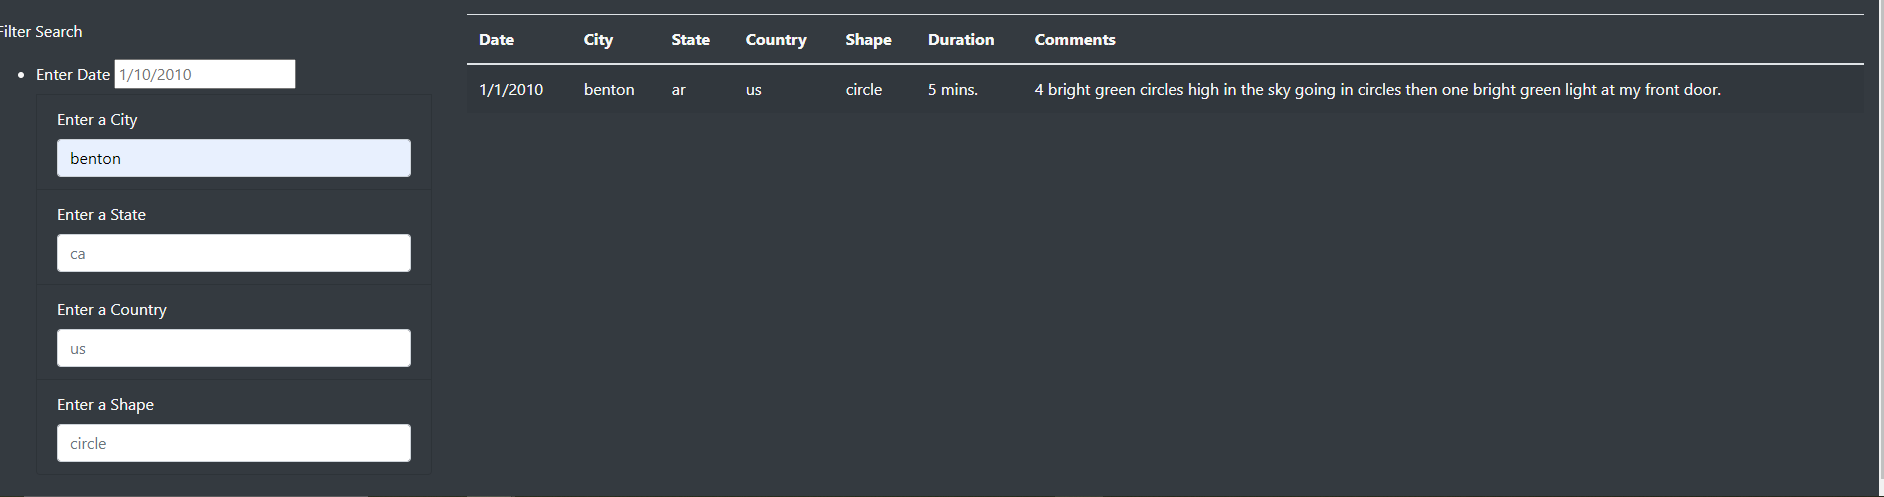 Filter Search
Enter Date 1/10/2010
Enter a City
benton
Enter a State
ca
Enter a Country
us
Enter a Shape
circle
Date City State Country Shape Duration Comments
1/1/2010 benton ar us circle 5 mins. 4 bright green circles high in the sky going in circles then one bright green light at my front door.